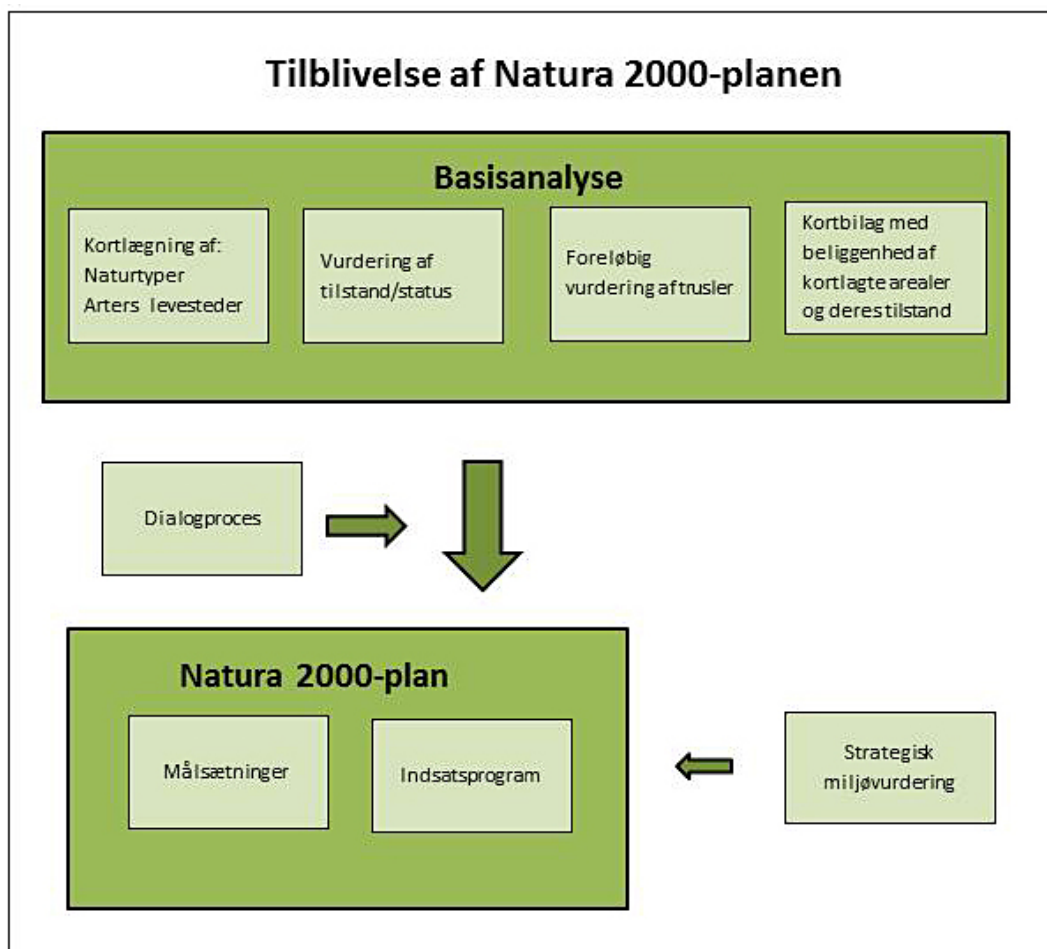 Tilblivelse af Natura 2000-planen
Basisanalyse
Kortlægning af:
Naturtyper
Arters levesteder
Vurdering af
tilstand/status
Foreløbig
vurdering af trusler
Kortbilag med
beliggenhed af
kortlagte arealer
og deres tilstand
Dialogproces
Natura 2000-plan
Målsætninger
Indsatsprogram
Strategisk
miljøvurdering